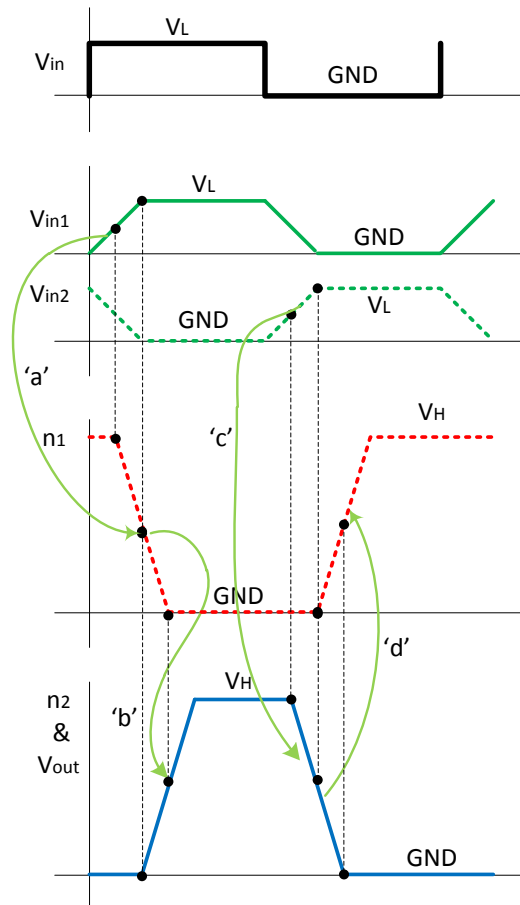 VL
Vin
GND
VL
Vin1
GND
Vin2
GND
VL
'a'
'c'
VH
n1
GND
'd'
VH
n2
&
Vout
'b'
GND